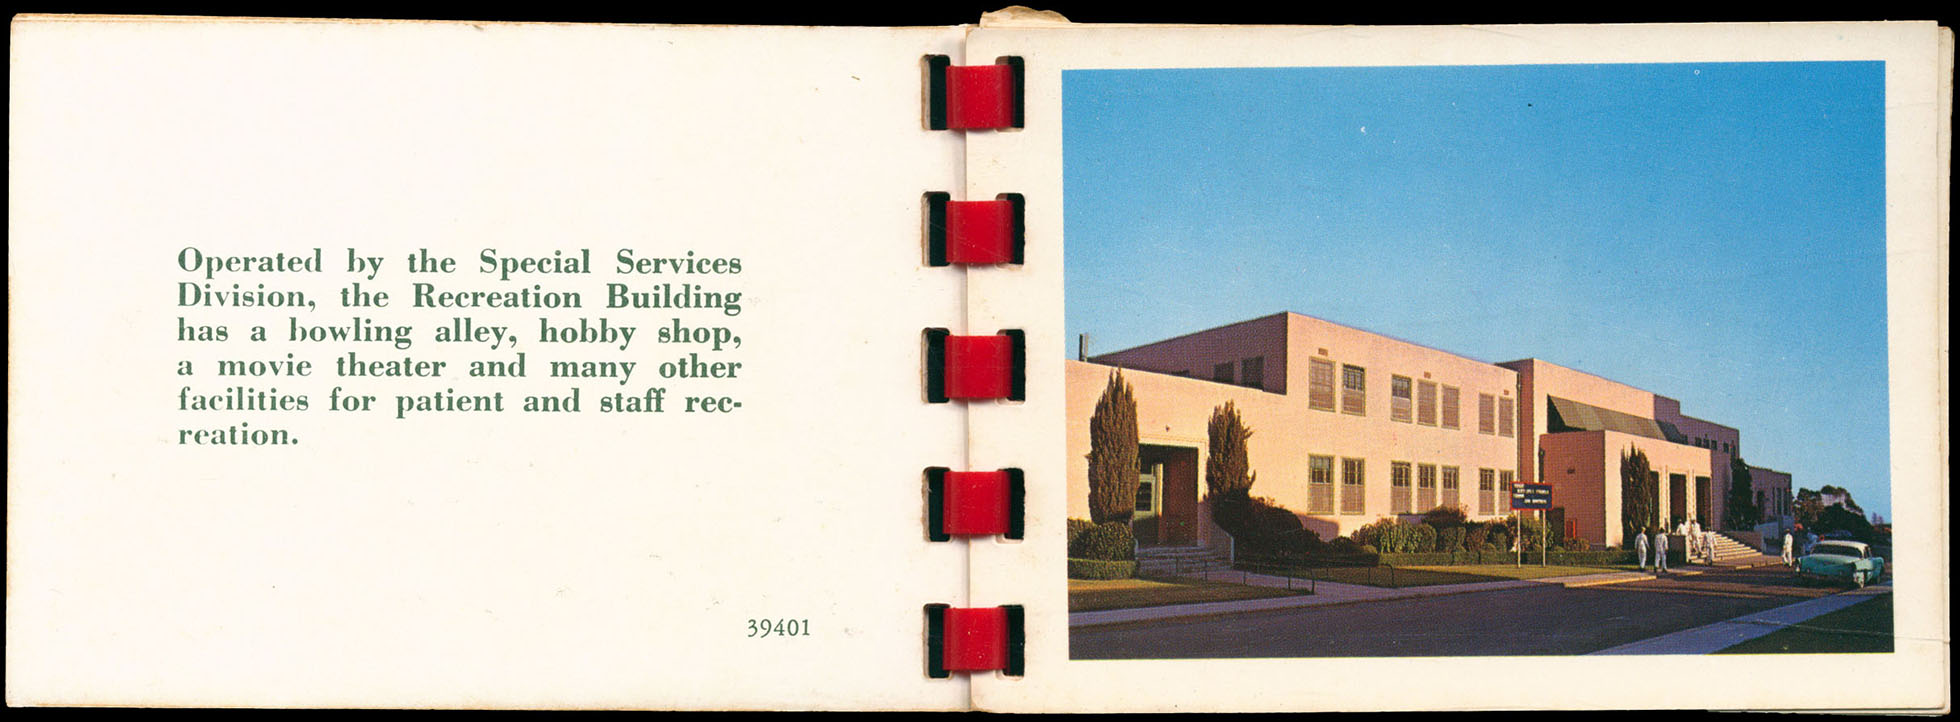 Operated by the Special Services
Division, the Recreation Building
has a bowling alley, hobby shop,
a movie theater and many other
facilities for patient and staff rec-
reation.
39401